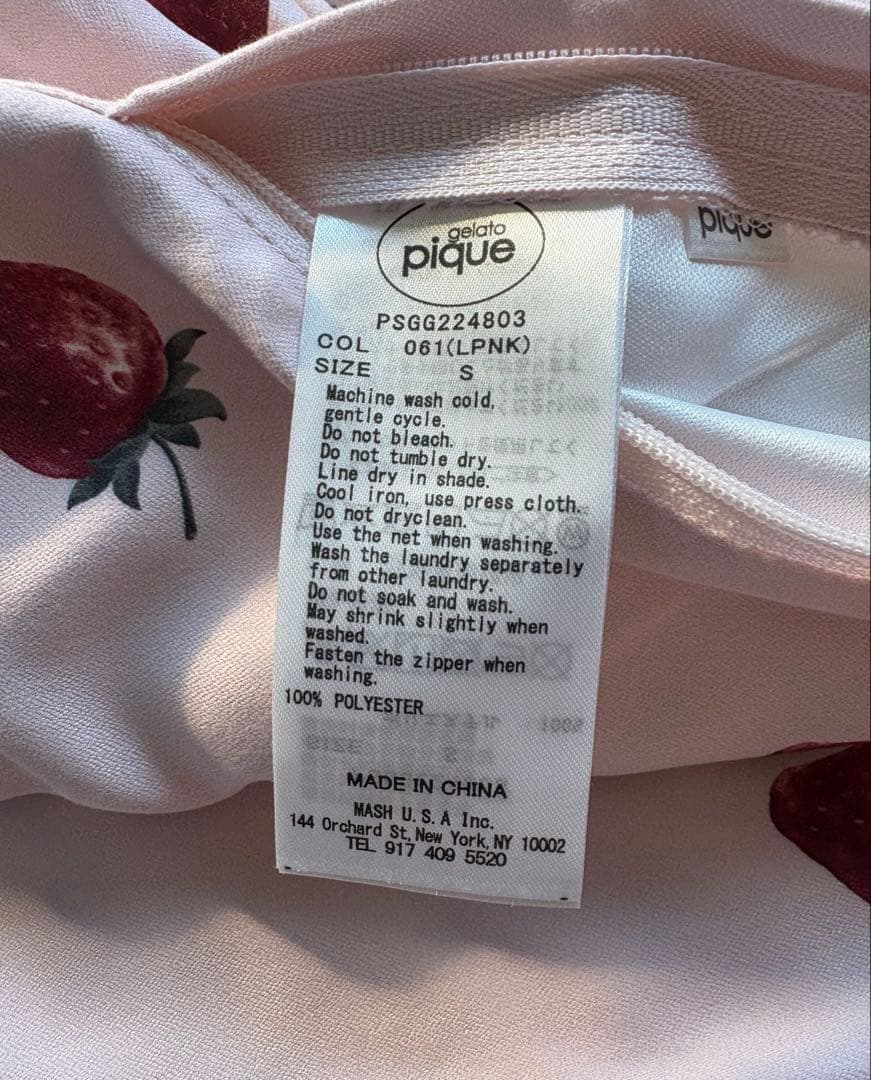 gelato
pique
pique
PSGG224803
COL 061(LPNK)
SIZE S
Machine wash cold,
gentle cycle.
Do not bleach.
Do not tumble dry.
Line dry in shade.
Cool iron, use press cloth.
Do not dryclean.
Use the net when washing.
Wash the laundry separately
from other laundry.
Do not soak and wash.
May shrink slightly when
washed.
Fasten the zipper when
washing.
100% POLYESTER
MADE IN CHINA
MASH U.S.A Inc.
144 Orchard St, New York, NY 10002
TEL 917 409 5520